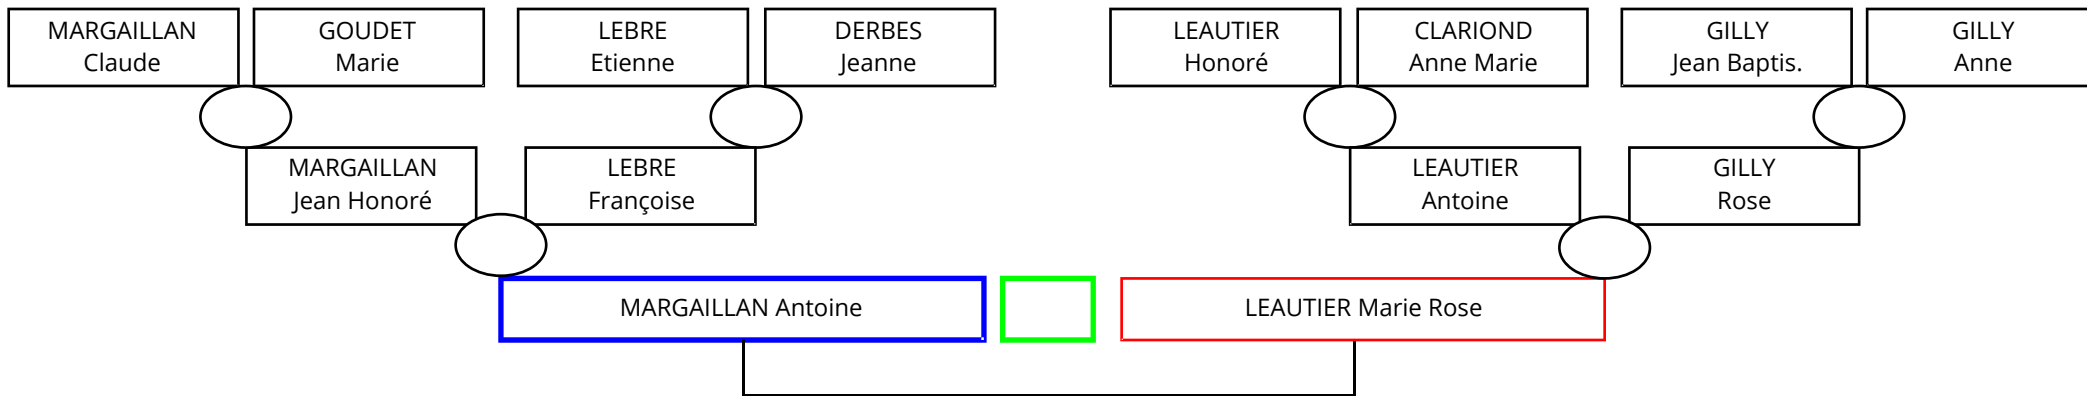 MARGAILLAN
Claude
GOUDET
Marie
LEBRE
Etienne
DERBES
Jeanne
LEAUTIER
Honoré
CLARIOND
Anne Marie
GILLY
Jean Baptis.
GILLY
Anne
MARGAILLAN
Jean Honoré
LEBRE
Françoise
LEAUTIER
Antoine
GILLY
Rose
MARGAILLAN Antoine
LEAUTIER Marie Rose